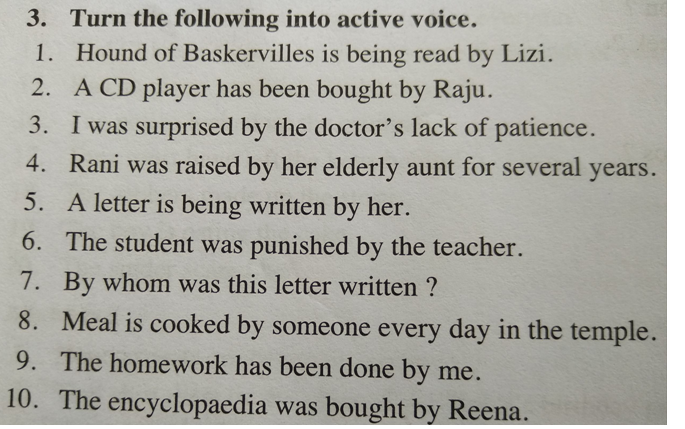 3. Turn the following into active voice.
1. Hound of Baskervilles is being read by Lizi.
2. A CD player has been bought by Raju.
3. I was surprised by the doctor's lack of patience.
4. Rani was raised by her elderly aunt for several years.
5. A letter is being written by her.
6. The student was punished by the teacher.
7. By whom was this letter written ?
8. Meal is cooked by someone every day in the temple.
9. The homework has been done by me.
10. The encyclopaedia was bought by Reena.